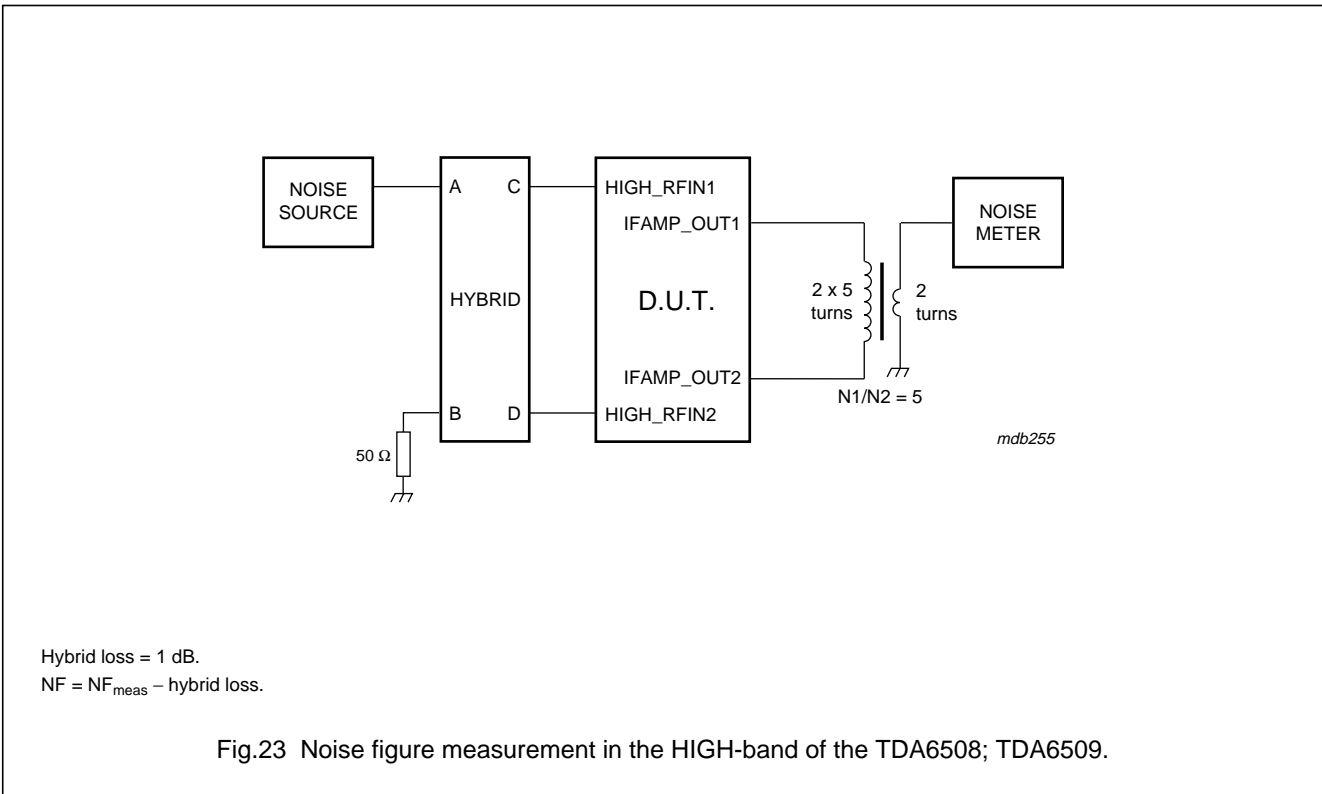 NOISE
SOURCE
A
C
HYBRID
B
D
50 Ω
HIGH_RFIN1
IFAMP_OUT1
D.U.T.
IFAMP_OUT2
HIGH_RFIN2
2 x 5
turns
2
turns
N1/N2 = 5
NOISE
METER
mdb255
Hybrid loss = 1 dB.
NF = NFmeas − hybrid loss.
Fig.23 Noise figure measurement in the HIGH-band of the TDA6508; TDA6509.